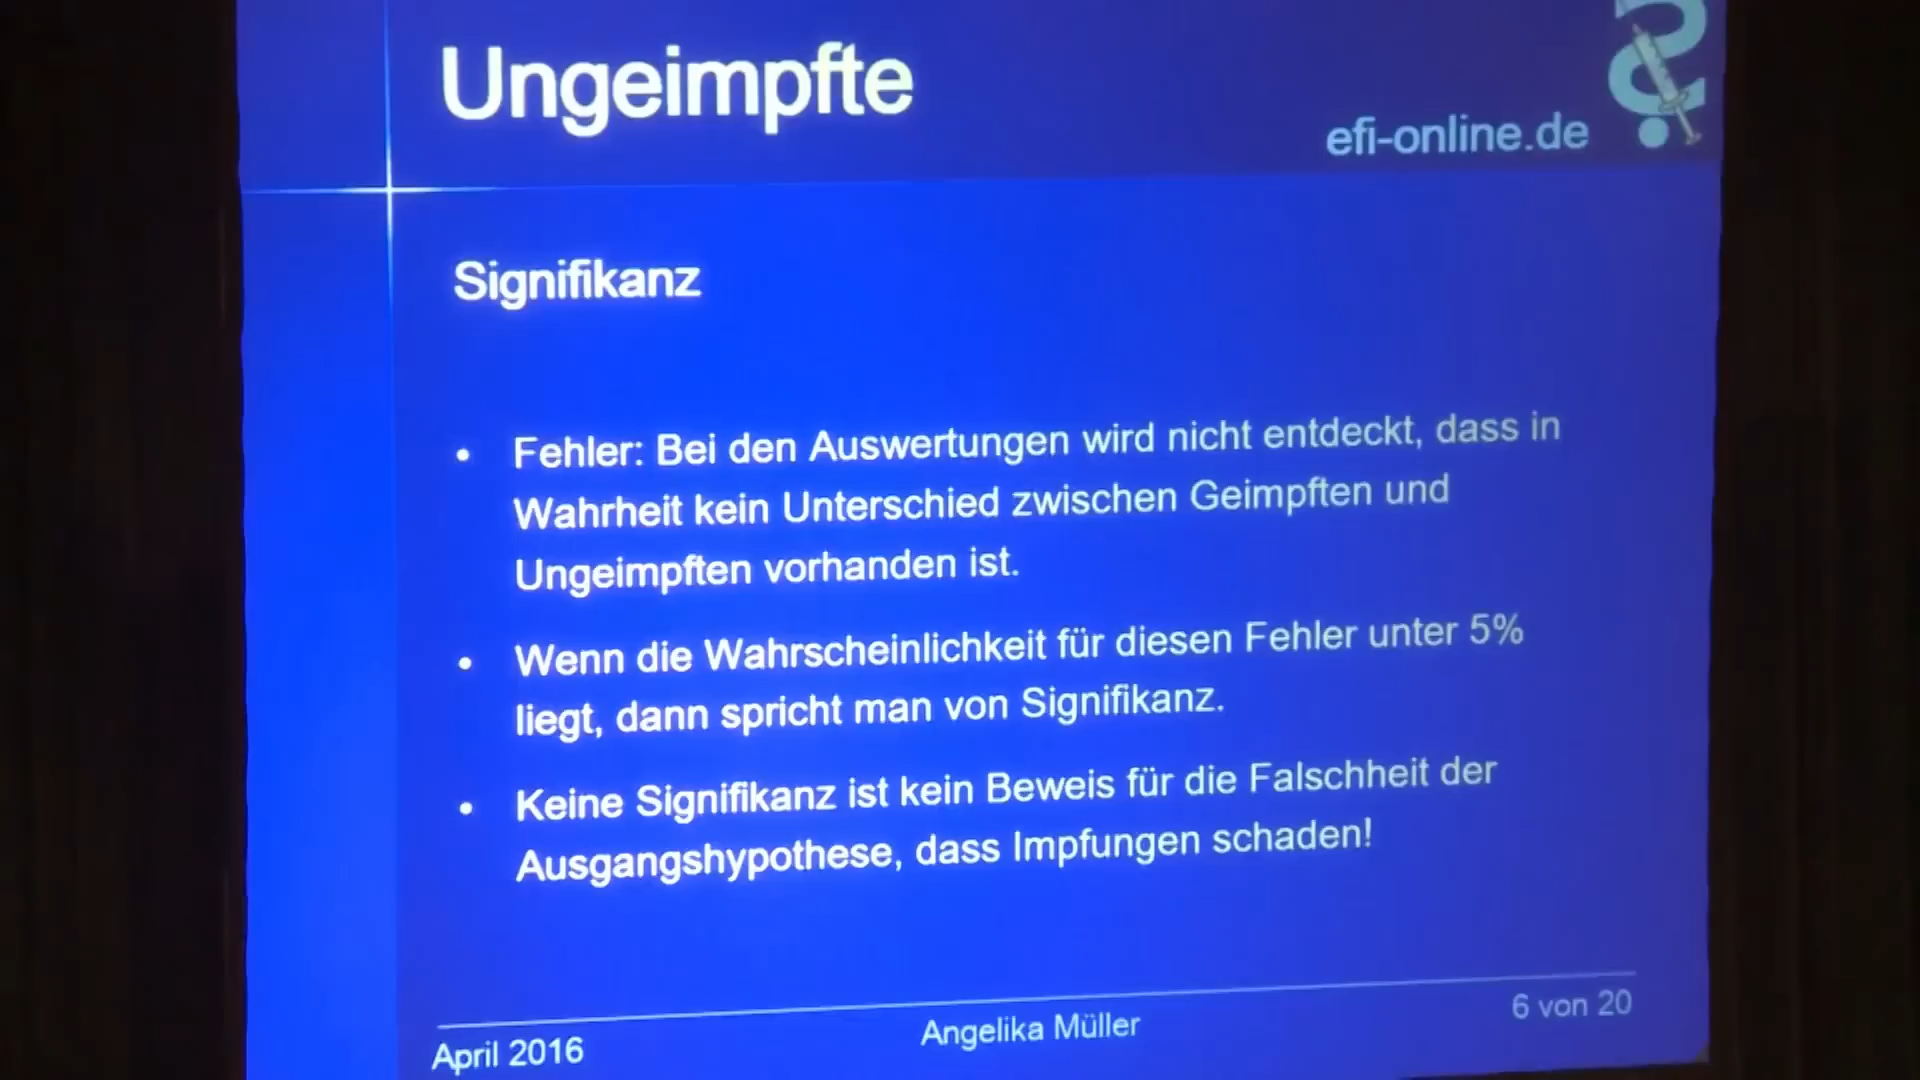 Ungeimpfte
efi-online.de
Signifikanz
• Fehler: Bei den Auswertungen wird nicht entdeckt, dass in
Wahrheit kein Unterschied zwischen Geimpften und
Ungeimpften vorhanden ist.
• Wenn die Wahrscheinlichkeit für diesen Fehler unter 5%
liegt, dann spricht man von Signifikanz.
• Keine Signifikanz ist kein Beweis für die Falschheit der
Ausgangshypothese, dass Impfungen schaden!
April 2016
Angelika Müller
6 von 20